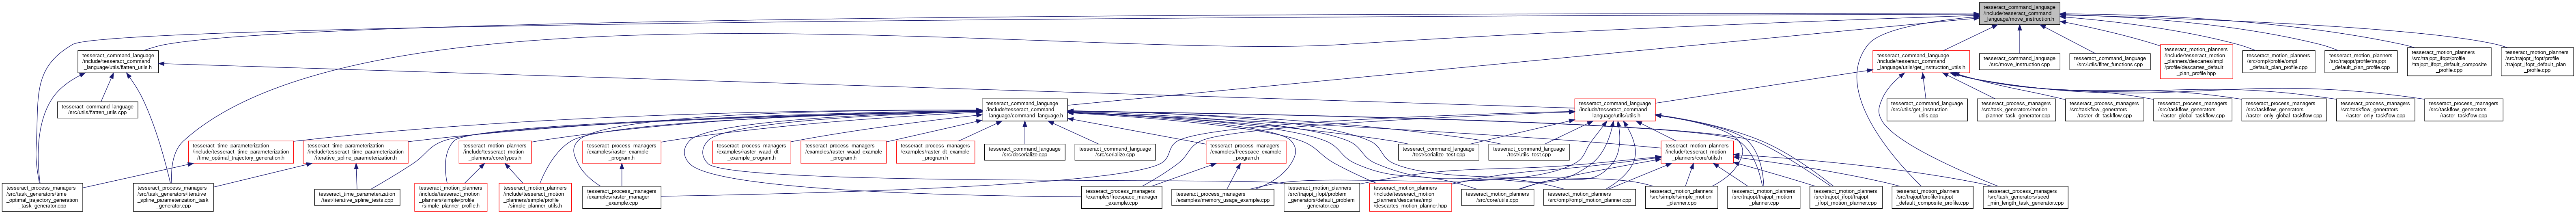 tesseract_command_language
/include/tesseract_command
_language/move_instruction.h
tesseract_command_language
/include/tesseract_command
_language/utils/flatten_utils.h
tesseract_command_language
/include/tesseract_command
_language/utils/get_instruction_utils.h
tesseract_command_language
/src/move_instruction.cpp
tesseract_command_language
/src/utils/filter_functions.cpp
tesseract_motion_planners
/include/tesseract_motion
_planners/descartes/impl
/profile/descartes_default
_plan_profile.hpp
tesseract_motion_planners
/src/ompl/profile/ompl
_default_plan_profile.cpp
tesseract_motion_planners
/src/trajopt/profile/trajopt
_default_plan_profile.cpp
tesseract_motion_planners
/src/trajopt_ifopt/profile
/trajopt_ifopt_default_composite
_profile.cpp
tesseract_motion_planners
/src/trajopt_ifopt/profile
/trajopt_ifopt_default_plan
_profile.cpp
tesseract_command_language
/src/utils/flatten_utils.cpp
tesseract_command_language
/include/tesseract_command
_language/command_language.h
tesseract_command_language
/include/tesseract_command
_language/utils/utils.h
tesseract_command_language
/src/utils/get_instruction
_utils.cpp
tesseract_process_managers
/src/task_generators/motion
_planner_task_generator.cpp
tesseract_process_managers
/src/taskflow_generators
/raster_dt_taskflow.cpp
tesseract_process_managers
/src/taskflow_generators
/raster_global_taskflow.cpp
tesseract_process_managers
/src/taskflow_generators
/raster_only_global_taskflow.cpp
tesseract_process_managers
/src/taskflow_generators
/raster_only_taskflow.cpp
tesseract_process_managers
/src/taskflow_generators
/raster_taskflow.cpp
tesseract_time_parameterization
/include/tesseract_time_parameterization
/time_optimal_trajectory_generation.h
tesseract_time_parameterization
/include/tesseract_time_parameterization
/iterative_spline_parameterization.h
tesseract_motion_planners
/include/tesseract_motion
_planners/core/types.h
tesseract_process_managers
/examples/raster_example
_program.h
tesseract_process_managers
/examples/raster_waad_dt
_example_program.h
tesseract_process_managers
/examples/raster_waad_example
_program.h
tesseract_process_managers
/examples/raster_dt_example
_program.h
tesseract_command_language
/src/deserialize.cpp
tesseract_command_language
/src/serialize.cpp
tesseract_process_managers
/examples/freespace_example
_program.h
tesseract_command_language
/test/serialize_test.cpp
tesseract_command_language
/test/utils_test.cpp
tesseract_motion_planners
/include/tesseract_motion
_planners/core/utils.h
tesseract_process_managers
/src/task_generators/time
_optimal_trajectory_generation
_task_generator.cpp
tesseract_process_managers
/src/task_generators/iterative
_spline_parameterization_task
_generator.cpp
tesseract_time_parameterization
/test/iterative_spline_tests.cpp
tesseract_motion_planners
/include/tesseract_motion
_planners/simple/profile
/simple_planner_profile.h
tesseract_motion_planners
/include/tesseract_motion
_planners/simple/profile
/simple_planner_utils.h
tesseract_process_managers
/examples/raster_manager
_example.cpp
tesseract_process_managers
/examples/freespace_manager
_example.cpp
tesseract_process_managers
/examples/memory_usage_example.cpp
tesseract_motion_planners
/src/trajopt_ifopt/problem
_generators/default_problem
_generator.cpp
tesseract_motion_planners
/include/tesseract_motion
_planners/descartes/impl
/descartes_motion_planner.hpp
tesseract_motion_planners
/src/core/utils.cpp
tesseract_motion_planners
/src/ompl/ompl_motion_planner.cpp
tesseract_motion_planners
/src/simple/simple_motion
_planner.cpp
tesseract_motion_planners
/src/trajopt/trajopt_motion
_planner.cpp
tesseract_motion_planners
/src/trajopt_ifopt/trajopt
_ifopt_motion_planner.cpp
tesseract_motion_planners
/src/trajopt/profile/trajopt
_default_composite_profile.cpp
tesseract_process_managers
/src/task_generators/seed
_min_length_task_generator.cpp